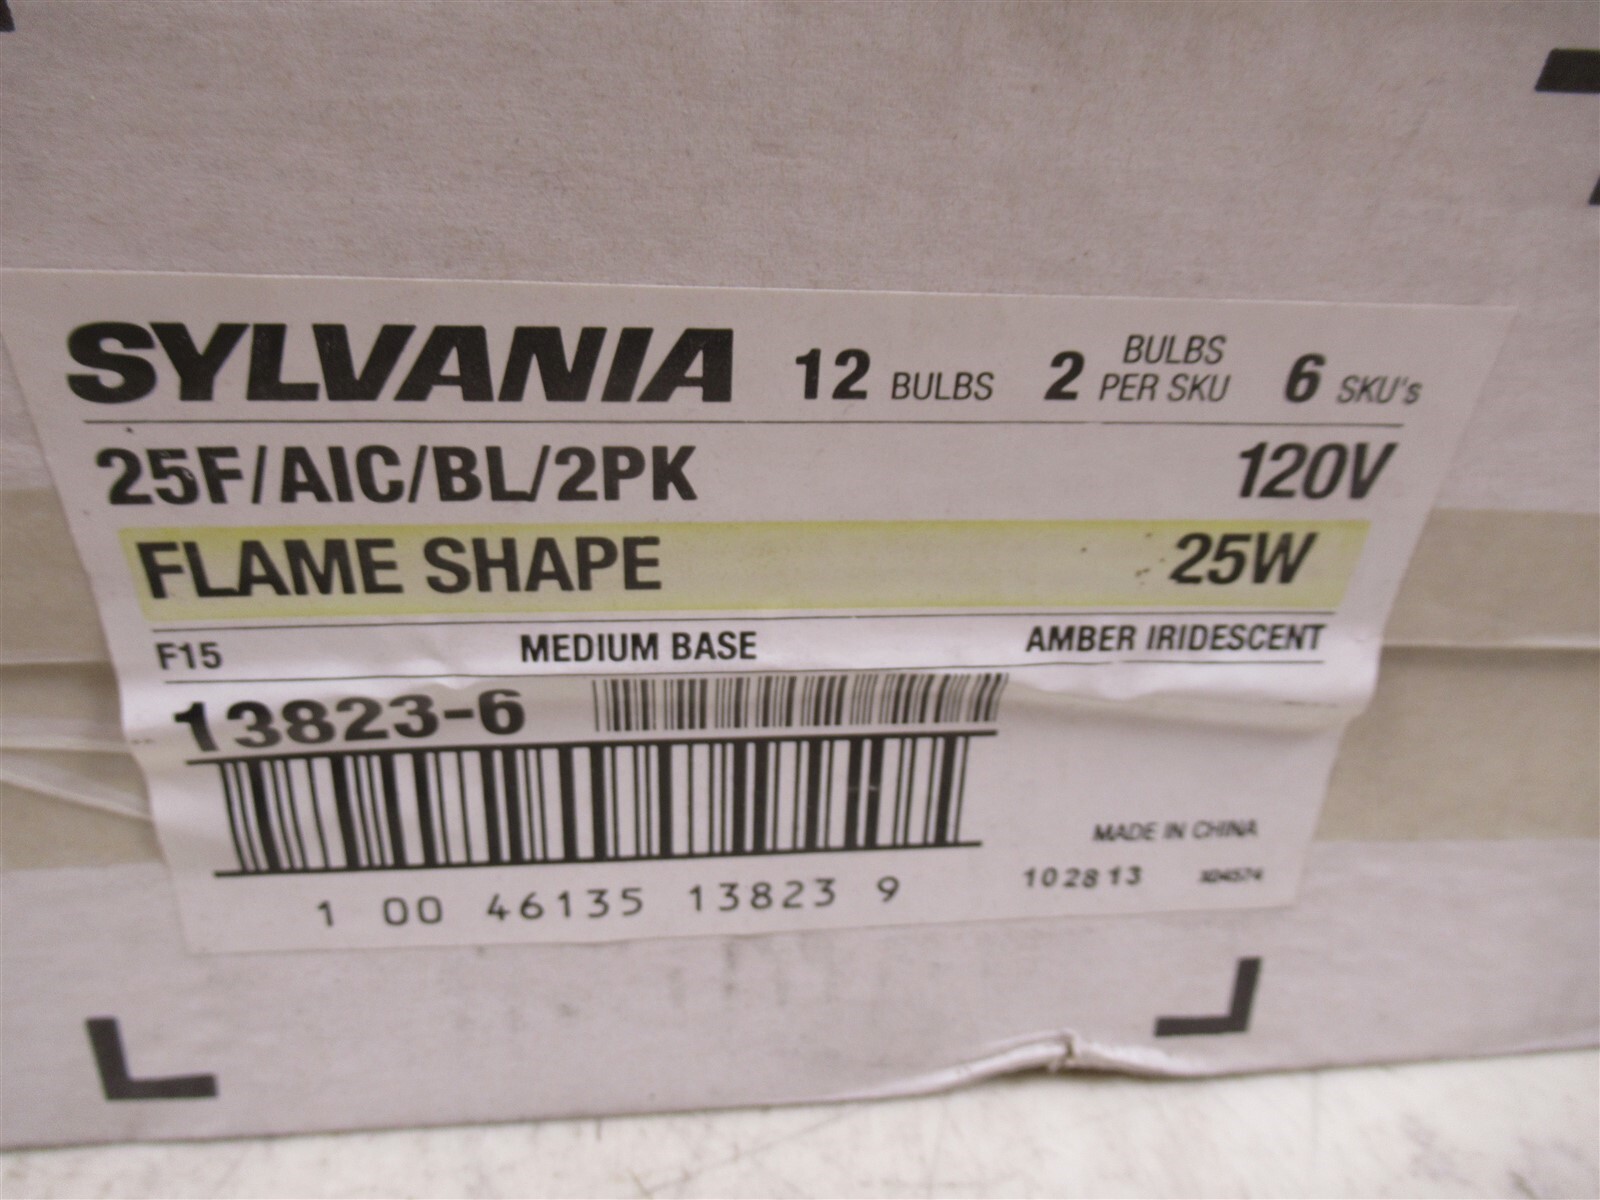 SYLVANIA 12 BULBS 2 BULBS PER SKU 6 SKU's
25F/AIC/BL/2PK 120V
FLAME SHAPE 25W
F15 MEDIUM BASE AMBER IRIDESCENT
13823-6
MADE IN CHINA
102813
1 00 46135 13823 9